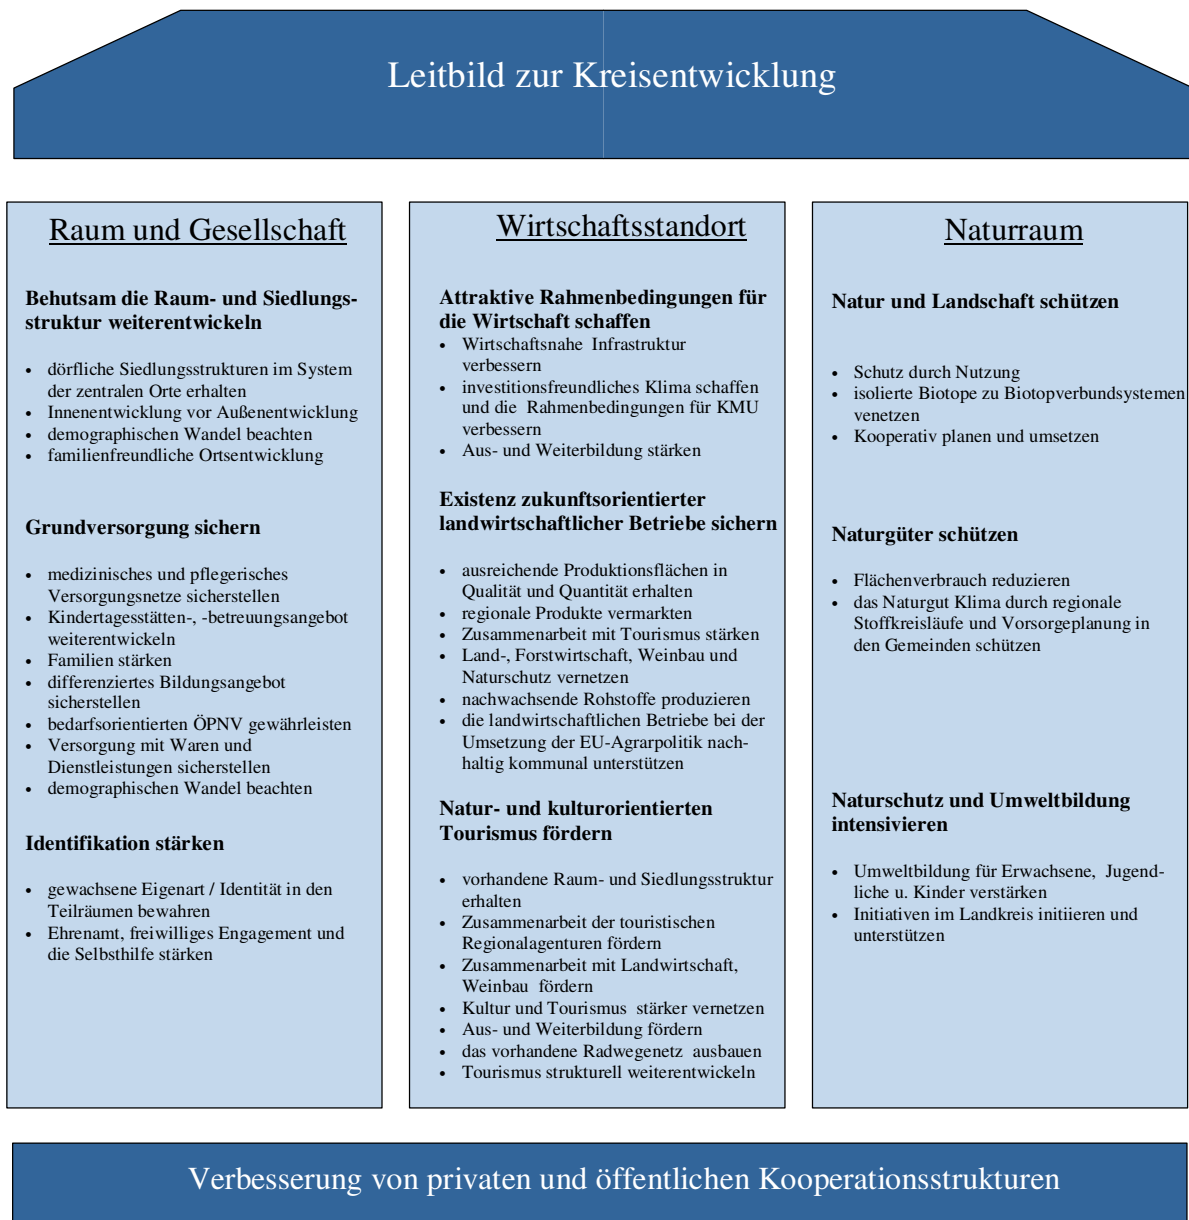 Leitbild zur Kreisentwicklung
Raum und Gesellschaft
Behutsam die Raum- und Siedlungs-
struktur weiterentwickeln
• dörfliche Siedlungsstrukturen im System
der zentralen Orte erhalten
• Innenentwicklung vor Außenentwicklung
• demographischen Wandel beachten
• familienfreundliche Ortsentwicklung
Grundversorgung sichern
• medizinisches und pflegerisches
Versorgungsnetze sicherstellen
• Kindertagesstätten-, -betreuungsangebot
weiterentwickeln
• Familien stärken
• differenziertes Bildungsangebot
sicherstellen
• bedarfsorientierten ÖPNV gewährleisten
• Versorgung mit Waren und
Dienstleistungen sicherstellen
• demographischen Wandel beachten
Identifikation stärken
• gewachsene Eigenart / Identität in den
Teilräumen bewahren
• Ehrenamt, freiwilliges Engagement und
die Selbsthilfe stärken
Wirtschaftsstandort
Attraktive Rahmenbedingungen für
die Wirtschaft schaffen
• Wirtschaftsnahe Infrastruktur
verbessern
• investitionsfreundliches Klima schaffen
und die Rahmenbedingungen für KMU
verbessern
• Aus- und Weiterbildung stärken
Existenz zukunftsorientierter
landwirtschaftlicher Betriebe sichern
• ausreichende Produktionsflächen in
Qualität und Quantität erhalten
• regionale Produkte vermarkten
• Zusammenarbeit mit Tourismus stärken
• Land-, Forstwirtschaft, Weinbau und
Naturschutz vernetzen
• nachwachsende Rohstoffe produzieren
• die landwirtschaftlichen Betriebe bei der
Umsetzung der EU-Agrarpolitik nach-
haltig kommunal unterstützen
Natur- und kulturorientierten
Tourismus fördern
• vorhandene Raum- und Siedlungsstruktur
erhalten
• Zusammenarbeit der touristischen
Regionalagenturen fördern
• Zusammenarbeit mit Landwirtschaft,
Weinbau fördern
• Kultur und Tourismus stärker vernetzen
• Aus- und Weiterbildung fördern
• das vorhandene Radwegenetz ausbauen
• Tourismus strukturell weiterentwickeln
Naturraum
Natur und Landschaft schützen
• Schutz durch Nutzung
• isolierte Biotope zu Biotopverbundsystemen
venetzen
• Kooperativ planen und umsetzen
Naturgüter schützen
• Flächenverbrauch reduzieren
• das Naturgut Klima durch regionale
Stoffkreisläufe und Vorsorgeplanung in
den Gemeinden schützen
Naturschutz und Umweltbildung
intensivieren
• Umweltbildung für Erwachsene, Jugend-
liche u. Kinder verstärken
• Initiativen im Landkreis initiieren und
unterstützen
Verbesserung von privaten und öffentlichen Kooperationsstrukturen